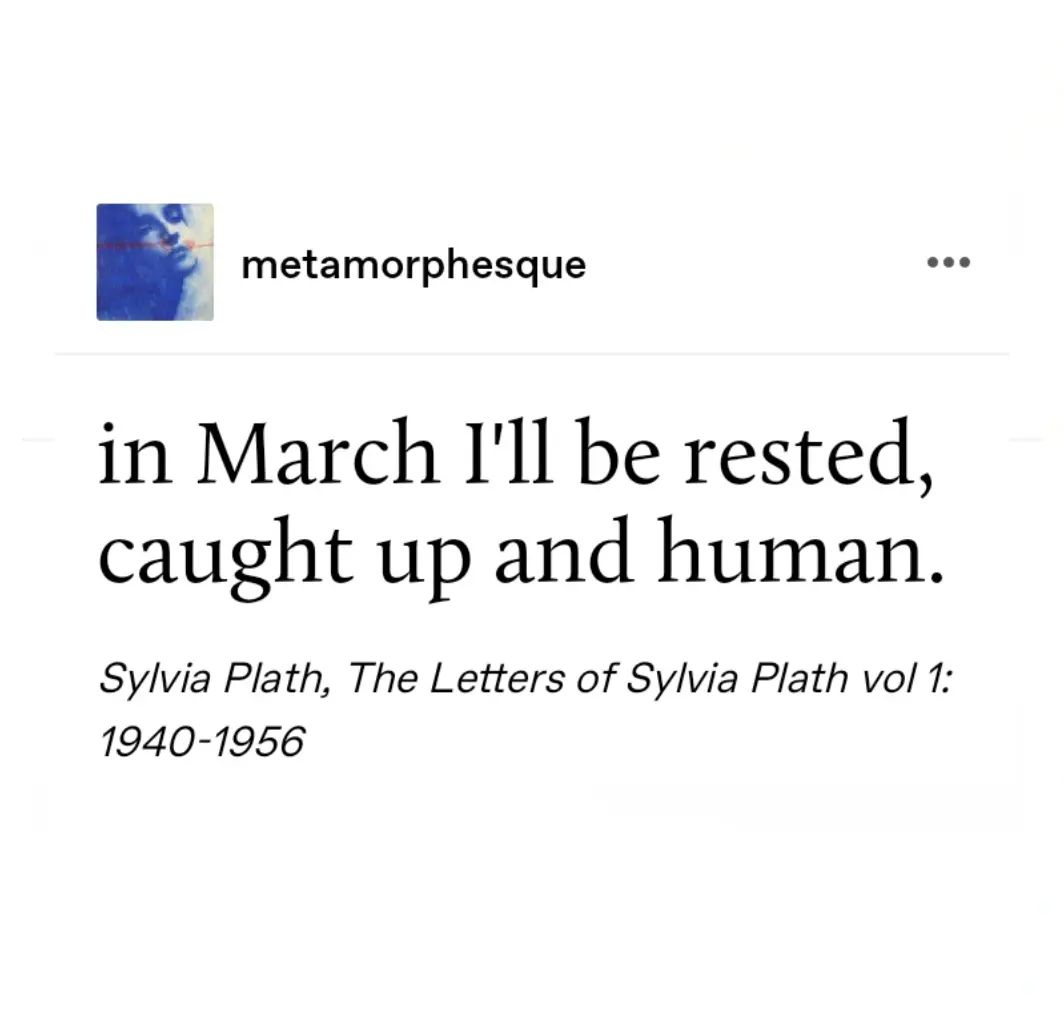 metamorphesque
in March I'll be rested,
caught up and human.
Sylvia Plath, The Letters of Sylvia Plath vol 1:
1940-1956